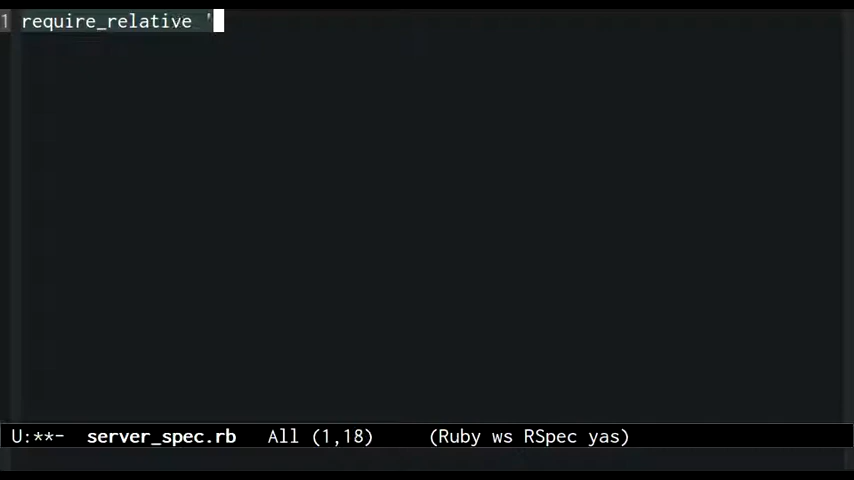 1 require_relative '
U:**-  server_spec.rb   All (1,18)     (Ruby ws RSpec yas)